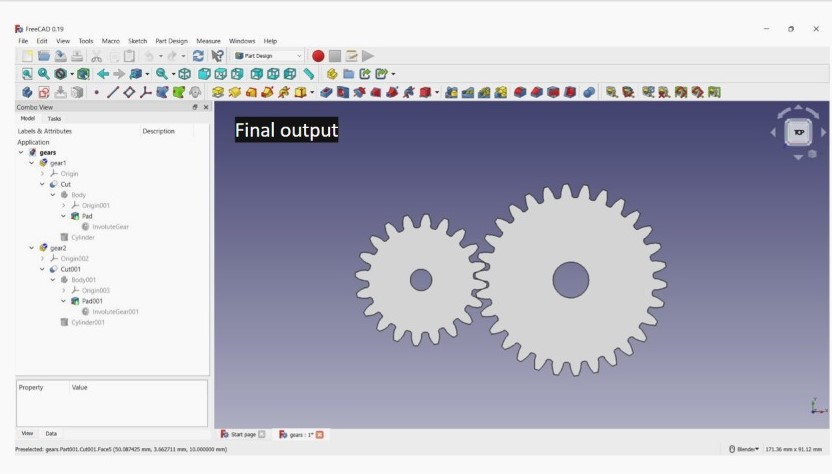 FreeCAD 0.19
File Edit View Tools Macro Sketch Part Design Measure Windows Help
Part Design
Combo View
Model Tasks
Labels & Attributes Description
Application
gears
gear1
Origin
Cut
Body
Origin001
Pad
InvoluteGear
Cylinder
gear2
Origin002
Cut001
Body001
Origin003
Pad001
InvoluteGear001
Cylinder001
Final output
TOP
Property Value
View Data
Start page gears : 1*
Preselected: gears.Part001.Cut001.Face5 (50.087425 mm, 3.662711 mm, 10.000000 mm)
Blender 171.36 mm x 91.12 mm